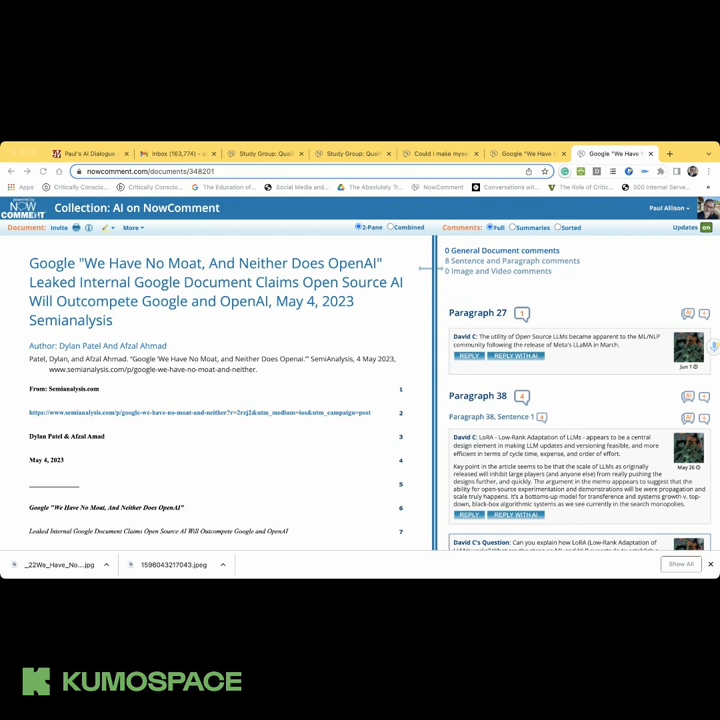 Paul's AI Dialogue
Inbox (163,774) - a
Study Group: Quali
Study Group: Quali
Could I make myse
Google "We Have
Google "We Have
nowcomment.com/documents/348201
Apps
Critically Conscio...
Critically Conscio...
The Education of...
Social Media and...
The Absolutely Tr...
NowComment
Conversations wit...
The Role of Critic...
500 Internal Serve...
powered by
NOW COMMENT
Collection: AI on NowComment
Paul Allison
Document: Invite
More
2-Pane Combined
Comments: Full Summaries Sorted
Updates on
Google "We Have No Moat, And Neither Does OpenAI"
Leaked Internal Google Document Claims Open Source AI
Will Outcompete Google and OpenAI, May 4, 2023
Semianalysis
Author: Dylan Patel And Afzal Ahmad
Patel, Dylan, and Afzal Ahmad. "Google 'We Have No Moat, and Neither Does Openai.'" SemiAnalysis, 4 May 2023,
www.semianalysis.com/p/google-we-have-no-moat-and-neither.
From: Semianalysis.com 1
https://www.semianalysis.com/p/google-we-have-no-moat-and-neither?r=2rzj2&utm_medium=ios&utm_campaign=post 2
Dylan Patel & Afzal Amad 3
May 4, 2023 4
5
Google "We Have No Moat, And Neither Does OpenAI" 6
Leaked Internal Google Document Claims Open Source AI Will Outcompete Google and OpenAI 7
0 General Document comments
8 Sentence and Paragraph comments
0 Image and Video comments
Paragraph 27 1
AI +
David C: The utility of Open Source LLMs became apparent to the ML/NLP
community following the release of Meta's LLaMA in March.
REPLY REPLY WITH AI
Jun 1
Paragraph 38 4
AI +
Paragraph 38, Sentence 1 4
AI +
David C: LoRA - Low-Rank Adaptation of LLMs - appears to be a central
design element in making LLM updates and versioning feasible, and more
efficient in terms of cycle time, expense, and order of effort.
May 26
Key point in the article seems to be that the scale of LLMs as originally
released will inhibit large players (and anyone else) from really pushing the
designs further, and quickly. The argument in the memo appears to suggest that the
ability for open-source experimentation and demonstrations will be were propagation and
scale truly happens. It's a bottoms-up model for transference and systems growth v. top-
down, black-box algorithmic systems as we see currently in the search monopolies.
REPLY REPLY WITH AI
David C's Question: Can you explain how LoRA (Low-Rank Adaptation of
_22We_Have_No....jpg
1596043217043.jpeg
Show All
KUMOSPACE